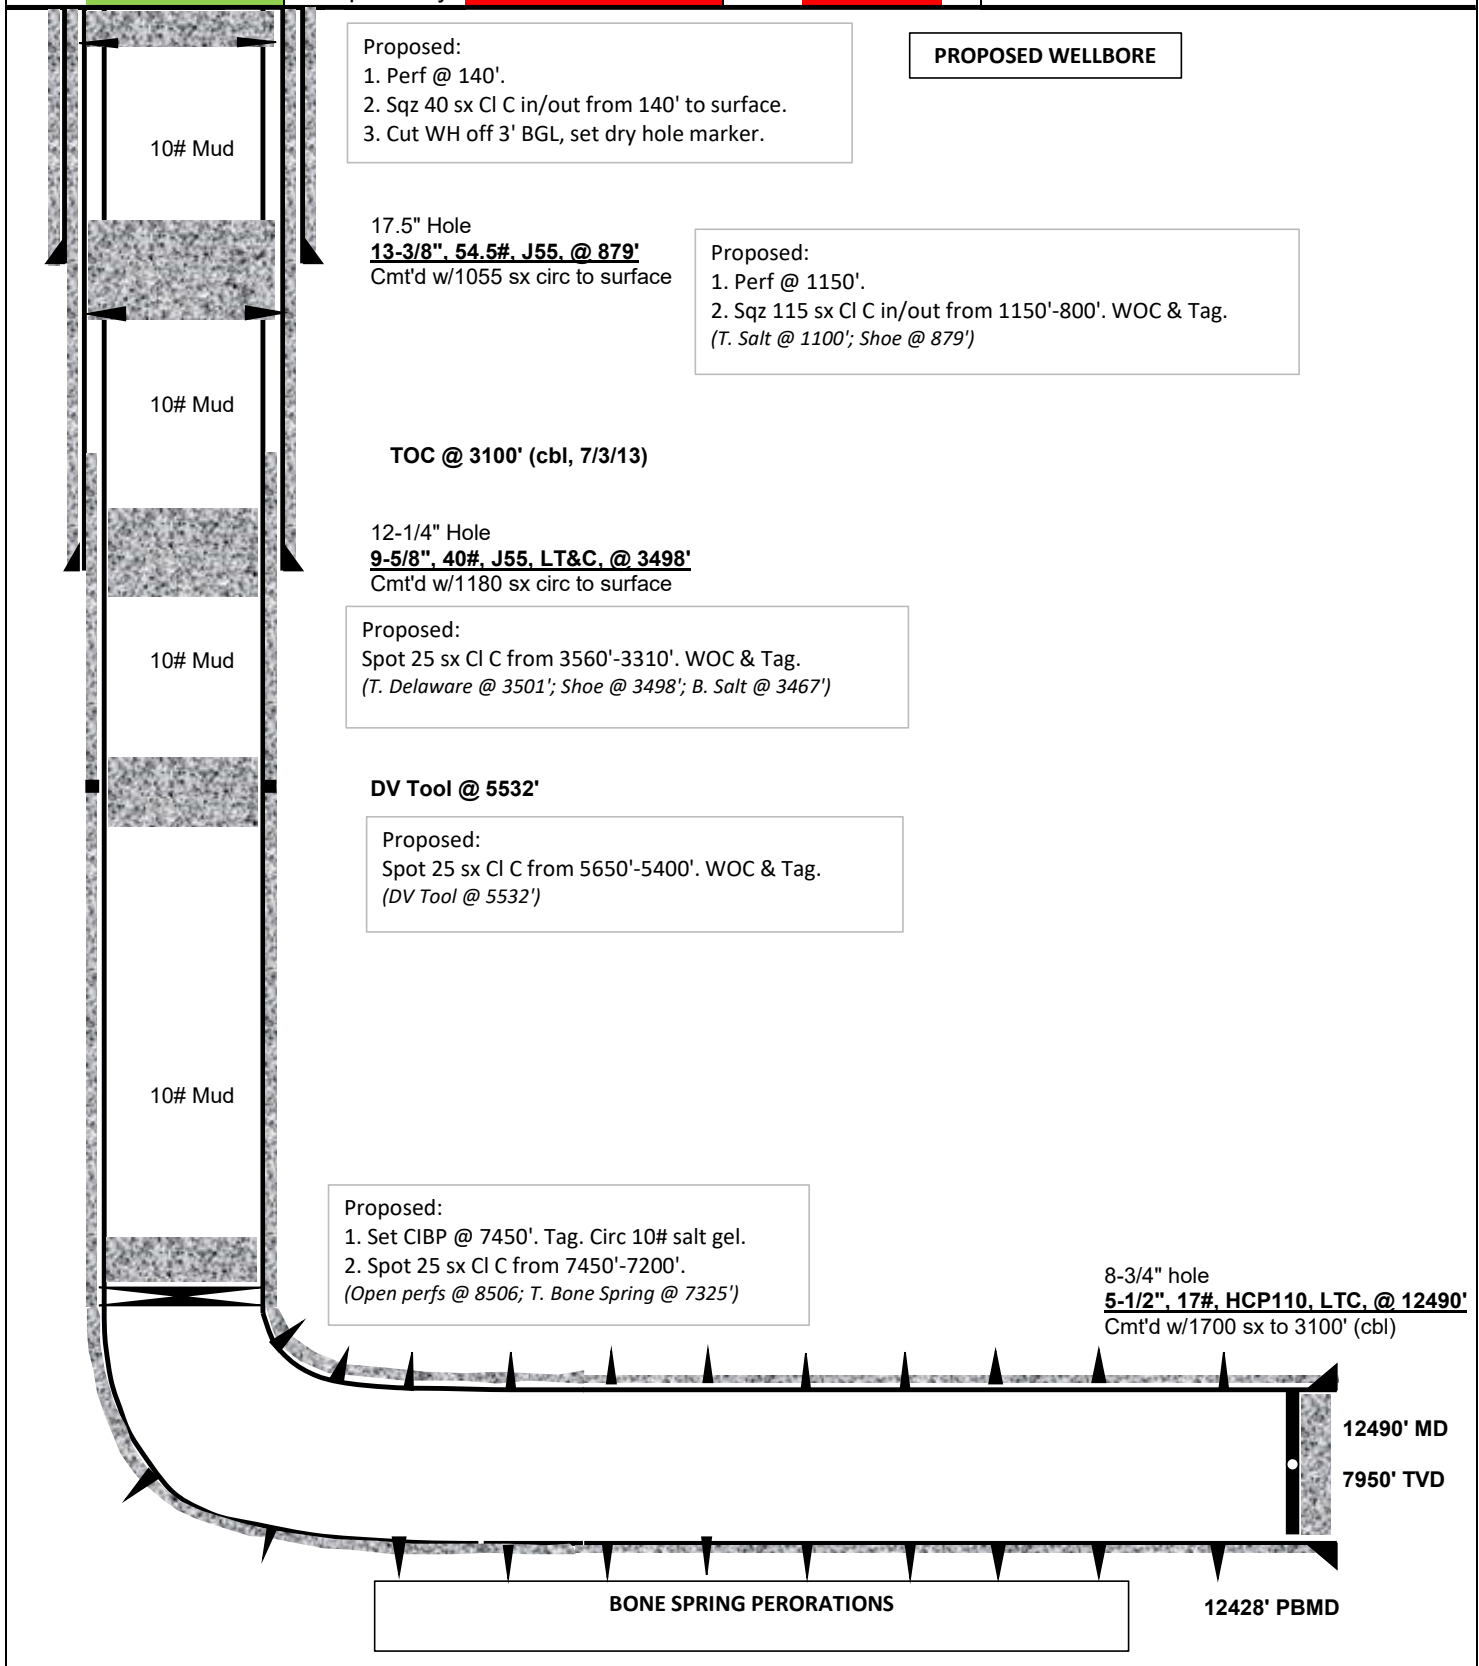 PROPOSED WELLBORE
Proposed:
1. Perf @ 140'.
2. Sqz 40 sx Cl C in/out from 140' to surface.
3. Cut WH off 3' BGL, set dry hole marker.
10# Mud
17.5" Hole
13-3/8", 54.5#, J55, @ 879'
Cmt'd w/1055 sx circ to surface
Proposed:
1. Perf @ 1150'.
2. Sqz 115 sx Cl C in/out from 1150'-800'. WOC & Tag.
(T. Salt @ 1100'; Shoe @ 879')
10# Mud
TOC @ 3100' (cbl, 7/3/13)
12-1/4" Hole
9-5/8", 40#, J55, LT&C, @ 3498'
Cmt'd w/1180 sx circ to surface
Proposed:
Spot 25 sx Cl C from 3560'-3310'. WOC & Tag.
(T. Delaware @ 3501'; Shoe @ 3498'; B. Salt @ 3467')
10# Mud
DV Tool @ 5532'
Proposed:
Spot 25 sx Cl C from 5650'-5400'. WOC & Tag.
(DV Tool @ 5532')
10# Mud
Proposed:
1. Set CIBP @ 7450'. Tag. Circ 10# salt gel.
2. Spot 25 sx Cl C from 7450'-7200'.
(Open perfs @ 8506; T. Bone Spring @ 7325')
8-3/4" hole
5-1/2", 17#, HCP110, LTC, @ 12490'
Cmt'd w/1700 sx to 3100' (cbl)
12490' MD
7950' TVD
BONE SPRING PERORATIONS
12428' PBMD